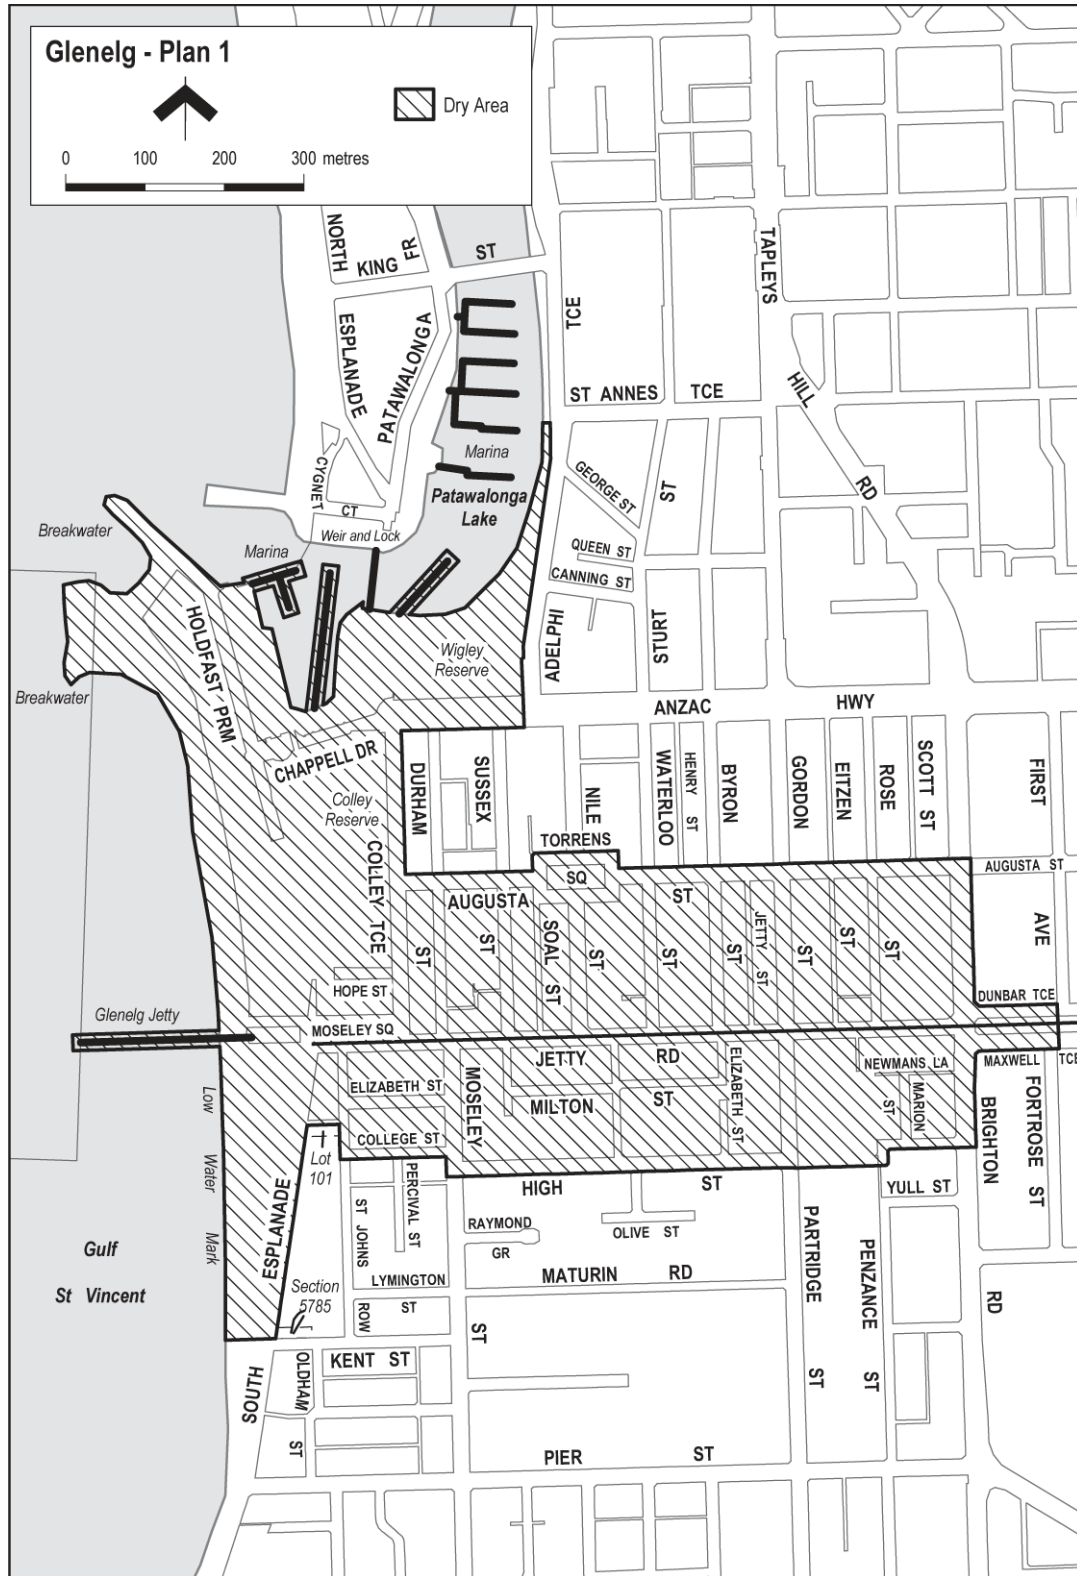 Glenelg - Plan 1
Dry Area
0 100 200 300 metres
NORTH
KING
FR
ST
TAPLEYS
TCE
ESPLANADE
PATAWALONGA
ST ANNES TCE
HILL
Marina
CYGNET
CT
Patawalonga
Lake
GEORGE ST
ST
RD
Breakwater
Weir and Lock
Marina
QUEEN ST
CANNING ST
HOLDFAST PRM
Wigley
Reserve
ADELPHI
STURT
Breakwater
ANZAC HWY
CHAPPELL DR
Colley
Reserve
DURHAM
SUSSEX
NILE
WATERLOO
HENRY ST
BYRON
GORDON
EITZEN
ROSE
SCOTT ST
FIRST
TORRENS
SQ
COLLEY TCE
AUGUSTA ST
AUGUSTA ST
ST
ST
SOAL ST
ST
ST
ST
JETTY ST
ST
ST
ST
AVE
HOPE ST
DUNBAR TCE
Glenelg Jetty
MOSELEY SQ
JETTY RD
NEWMANS LA
MAXWELL TCE
ELIZABETH ST
MOSELEY
MILTON ST
ELIZABETH ST
ST
MARION
BRIGHTON
FORTROSE ST
Low
Water
Mark
COLLEGE ST
Lot
101
ESPLANADE
PERCIVAL ST
ST JOHNS
HIGH ST
YULL ST
RAYMOND
GR
OLIVE ST
PARTRIDGE
PENZANCE
Gulf
St Vincent
LYMINGTON
ST
MATURIN RD
Section
5785
ROW
ST
RD
KENT ST
OLDHAM
ST
SOUTH
ST
ST
PIER ST